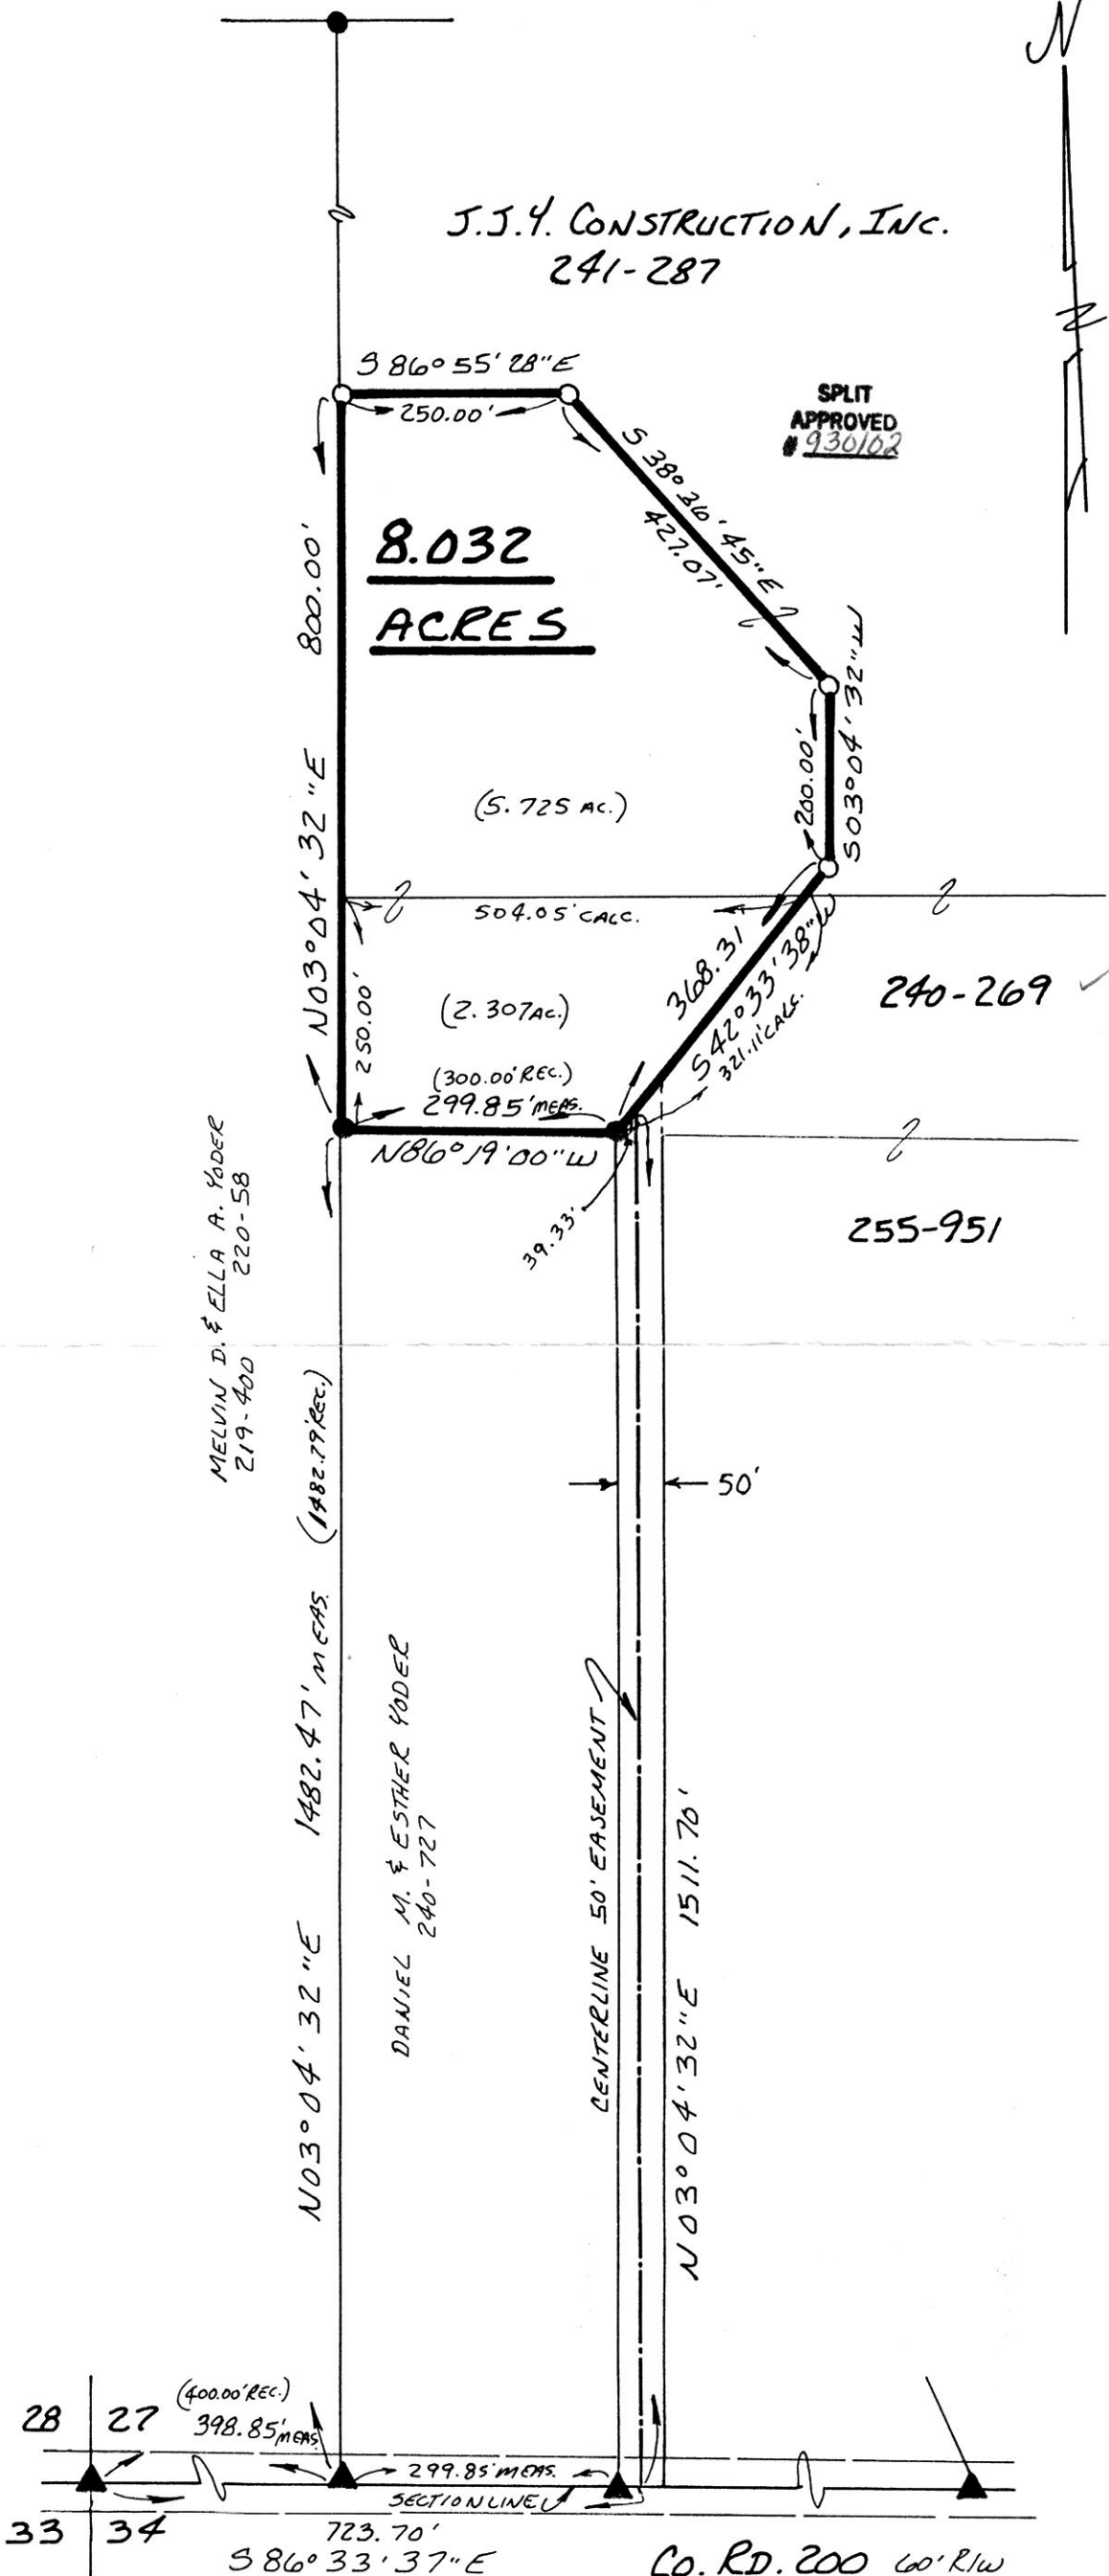 N
J.J.Y. CONSTRUCTION, INC.
241-287
SPLIT
APPROVED
# 930102
S 86° 55' 28" E
250.00'
S 38° 36' 45" E
427.07'
8.032
ACRES
800.00'
N03° 04' 32" E
200.00'
S03° 04' 32" W
(5.725 AC.)
504.05' CALC.
368.31
S 42° 33' 38" W
321.11' CALC.
240-269
250.00'
(2.307 AC.)
(300.00' REC.)
299.85' MEAS.
N86° 19' 00" W
39.33'
255-951
MELVIN D. & ELLA A. YODER
219-400 220-58
(1482.79' REC.)
50'
N03° 04' 32" E 1482.47' MEAS.
DANIEL M. & ESTHER YODER
240-727
CENTERLINE 50' EASEMENT
N 03° 04' 32" E 1511.70'
(400.00' REC.)
28 27 398.85' MEAS.
299.85' MEAS.
SECTION LINE
33 34 723.70'
S 86° 33' 37" E
CO. RD. 200 60' R/W